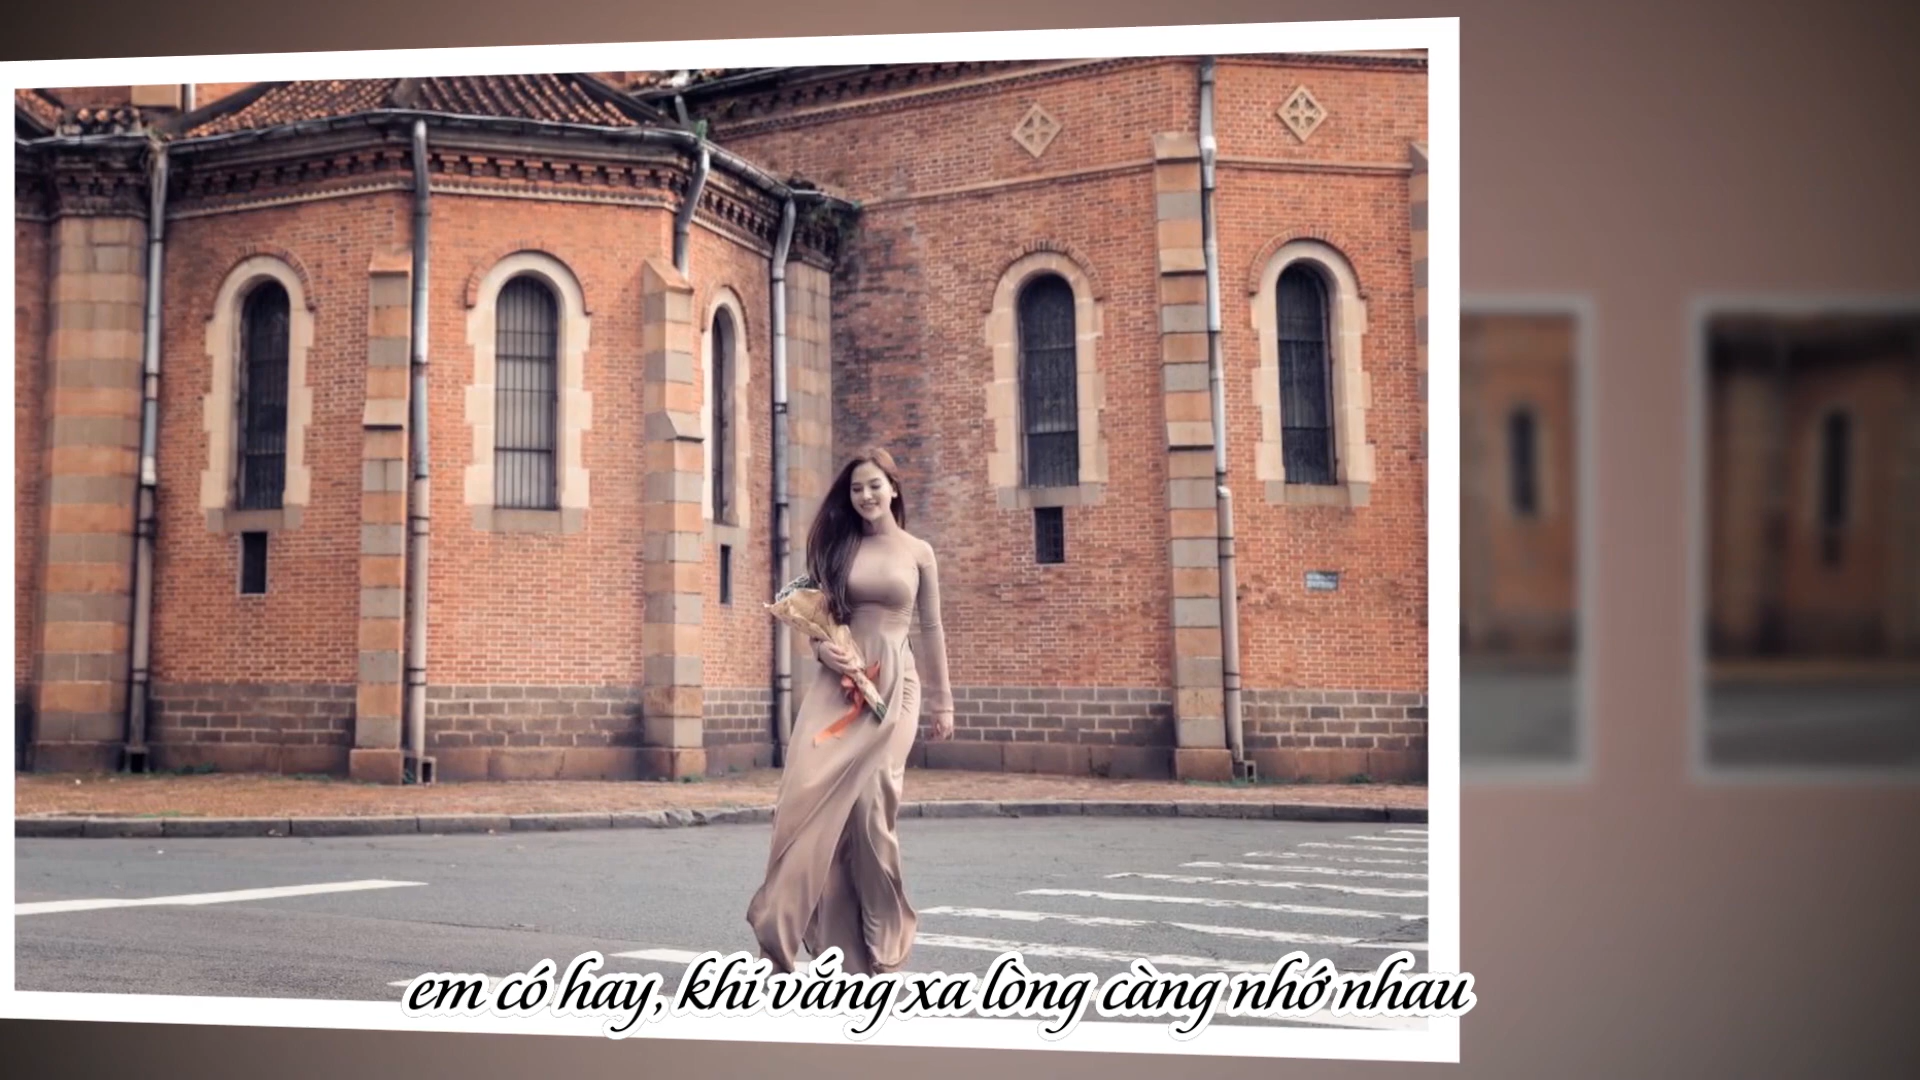 em có hay, khi vắng xa lòng càng nhớ nhau